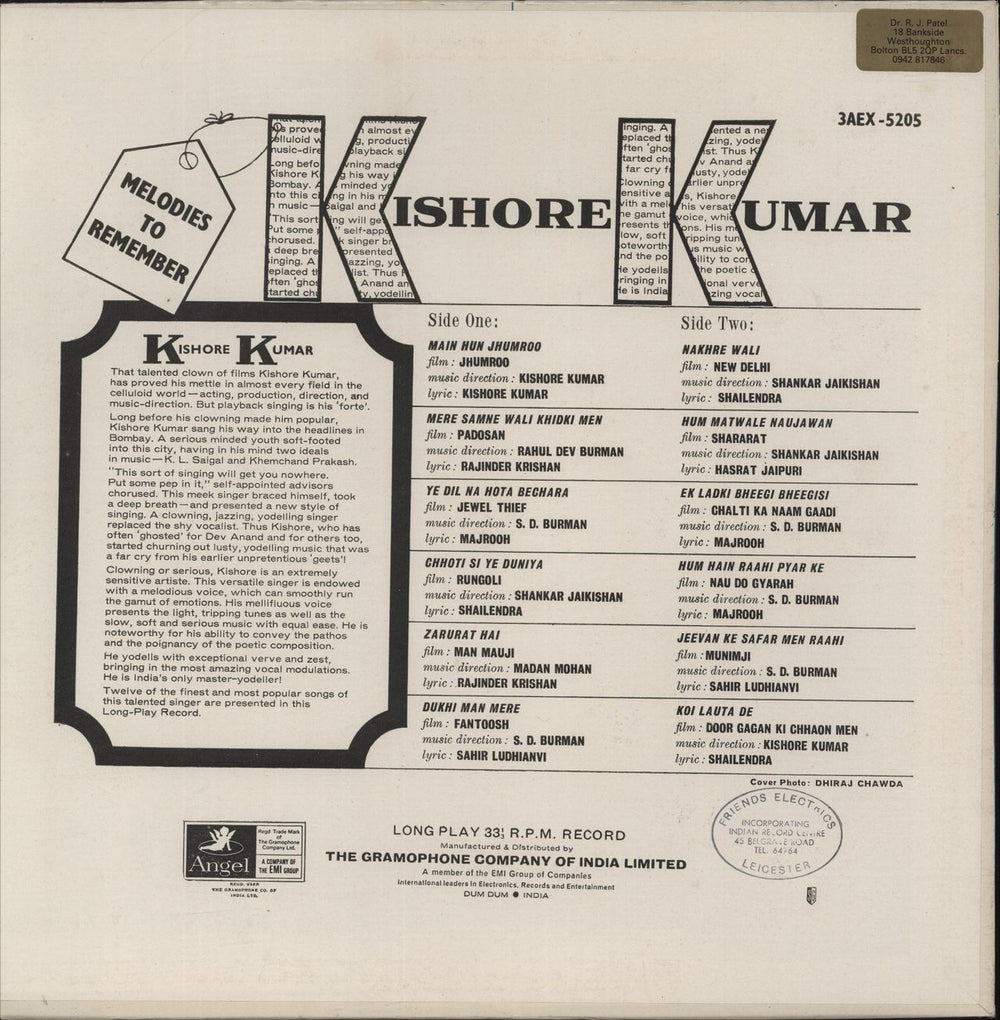 Dr. R. J. Patel
18 Bankside
Westhoughton
Bolton BL5 2QP Lancs.
0942 817846
3AEX-5205
MELODIES
TO
REMEMBER
KISHORE KUMAR
KISHORE KUMAR
That talented clown of films Kishore Kumar,
has proved his mettle in almost every field in the
celluloid world—acting, production, direction, and
music-direction. But playback singing is his 'forte'.
Long before his clowning made him popular,
Kishore Kumar sang his way into the headlines in
Bombay. A serious minded youth soft-footed
into this city, having in his mind two ideals
in music—K. L. Saigal and Khemchand Prakash.
"This sort of singing will get you nowhere.
Put some pep in it," self-appointed advisors
chorused. This meek singer braced himself, took
a deep breath—and presented a new style of
singing. A clowning, jazzing, yodelling singer
replaced the shy vocalist. Thus Kishore, who has
often 'ghosted' for Dev Anand and for others too,
started churning out lusty, yodelling music that was
a far cry from his earlier unpretentious 'geets'!
Clowning or serious, Kishore is an extremely
sensitive artiste. This versatile singer is endowed
with a melodious voice, which can smoothly run
the gamut of emotions. His mellifluous voice
presents the light, tripping tunes as well as the
slow, soft and serious music with equal ease. He is
noteworthy for his ability to convey the pathos
and the poignancy of the poetic composition.
He yodells with exceptional verve and zest,
bringing in the most amazing vocal modulations.
He is India's only master-yodeller!
Twelve of the finest and most popular songs of
this talented singer are presented in this
Long-Play Record.
Side One:
MAIN HUN JHUMROO
film : JHUMROO
music direction : KISHORE KUMAR
lyric : KISHORE KUMAR
MERE SAMNE WALI KHIDKI MEN
film : PADOSAN
music direction : RAHUL DEV BURMAN
lyric : RAJINDER KRISHAN
YE DIL NA HOTA BECHARA
film : JEWEL THIEF
music direction : S. D. BURMAN
lyric : MAJROOH
CHHOTI SI YE DUNIYA
film : RUNGOLI
music direction : SHANKAR JAIKISHAN
lyric : SHAILENDRA
ZARURAT HAI
film : MAN MAUJI
music direction : MADAN MOHAN
lyric : RAJINDER KRISHAN
DUKHI MAN MERE
film : FANTOOSH
music direction : S. D. BURMAN
lyric : SAHIR LUDHIANVI
Side Two:
NAKHRE WALI
film : NEW DELHI
music direction : SHANKAR JAIKISHAN
lyric : SHAILENDRA
HUM MATWALE NAUJAWAN
film : SHARARAT
music direction : SHANKAR JAIKISHAN
lyric : HASRAT JAIPURI
EK LADKI BHEEGI BHEEGISI
film : CHALTI KA NAAM GAADI
music direction : S. D. BURMAN
lyric : MAJROOH
HUM HAIN RAAHI PYAR KE
film : NAU DO GYARAH
music direction : S. D. BURMAN
lyric : MAJROOH
JEEVAN KE SAFAR MEN RAAHI
film : MUNIMJI
music direction : S. D. BURMAN
lyric : SAHIR LUDHIANVI
KOI LAUTA DE
film : DOOR GAGAN KI CHHAON MEN
music direction : KISHORE KUMAR
lyric : SHAILENDRA
Cover Photo: DHIRAJ CHAWDA
FRIENDS ELECTRICS
INCORPORATING
INDIAN RECORD CENTRE
45 BELGRAVE ROAD
TEL. 64764
LEICESTER
Angel
Regd Trade Mark
of The
Gramophone
Company Ltd.
A COMPANY OF
THE EMI GROUP
REGD. USER
THE GRAMOPHONE CO. OF
INDIA LTD.
LONG PLAY 33⅓ R.P.M. RECORD
Manufactured & Distributed by
THE GRAMOPHONE COMPANY OF INDIA LIMITED
A member of the EMI Group of Companies
International leaders in Electronics, Records and Entertainment
DUM DUM ● INDIA